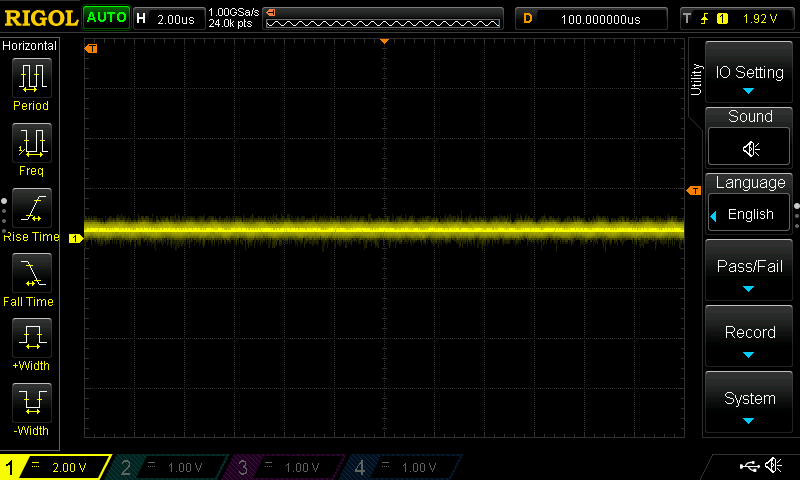 RIGOL AUTO H 2.00us 1.00GSa/s 24.0k pts D 100.000000us T 1 1.92 V
Horizontal
Period
Freq
Rise Time
Fall Time
+Width
-Width
T
T
1
Utility
IO Setting
Sound
Language
English
Pass/Fail
Record
System
1 2.00 V 2 1.00 V 3 1.00 V 4 1.00 V